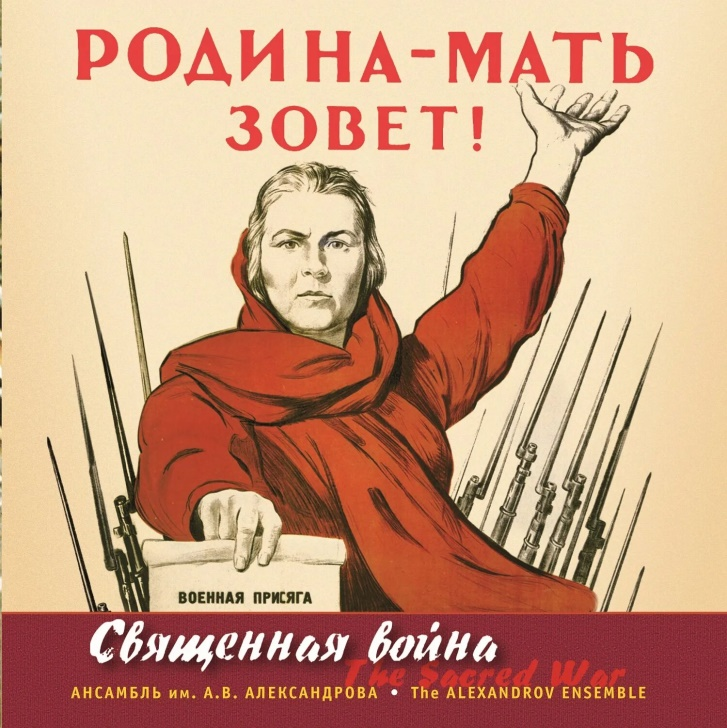 РОДИНА-МАТЬ
ЗОВЕТ!
ВОЕННАЯ ПРИСЯГА
Священная война
The Sacred War
АНСАМБЛЬ им. А.В. АЛЕКСАНДРОВА • The ALEXANDROV ENSEMBLE